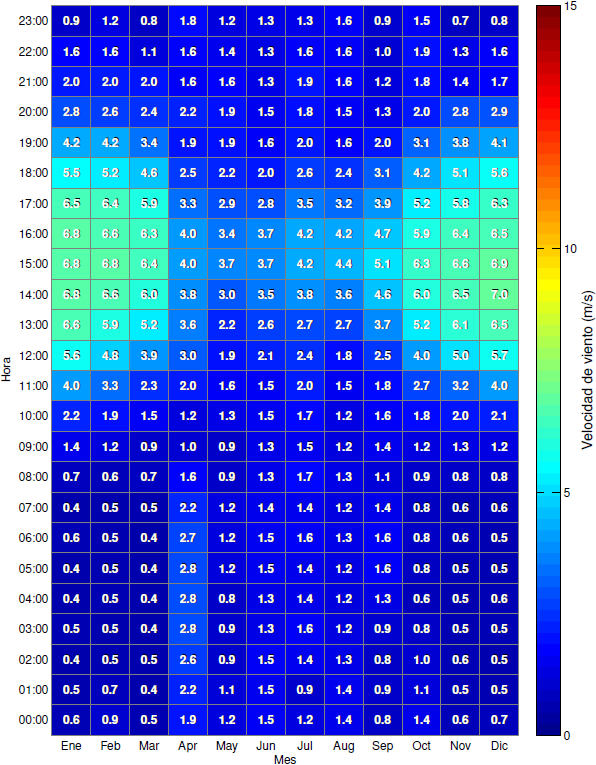 23:00 0.9 1.2 0.8 1.8 1.2 1.3 1.3 1.6 0.9 1.5 0.7 0.8 15
22:00 1.6 1.6 1.1 1.6 1.4 1.3 1.6 1.6 1.0 1.9 1.3 1.6
21:00 2.0 2.0 2.0 1.6 1.6 1.3 1.9 1.6 1.2 1.8 1.4 1.7
20:00 2.8 2.6 2.4 2.2 1.9 1.5 1.8 1.5 1.3 2.0 2.8 2.9
19:00 4.2 4.2 3.4 1.9 1.9 1.6 2.0 1.6 2.0 3.1 3.8 4.1
18:00 5.5 5.2 4.6 2.5 2.2 2.0 2.6 2.4 3.1 4.2 5.1 5.6
17:00 6.5 6.4 5.9 3.3 2.9 2.8 3.5 3.2 3.9 5.2 5.8 6.3
16:00 6.8 6.6 6.3 4.0 3.4 3.7 4.2 4.2 4.7 5.9 6.4 6.5 10
15:00 6.8 6.8 6.4 4.0 3.7 3.7 4.2 4.4 5.1 6.3 6.6 6.9
14:00 6.8 6.6 6.0 3.8 3.0 3.5 3.8 3.6 4.6 6.0 6.5 7.0
13:00 6.6 5.9 5.2 3.6 2.2 2.6 2.7 2.7 3.7 5.2 6.1 6.5
12:00 5.6 4.8 3.9 3.0 1.9 2.1 2.4 1.8 2.5 4.0 5.0 5.7
11:00 4.0 3.3 2.3 2.0 1.6 1.5 2.0 1.5 1.8 2.7 3.2 4.0
10:00 2.2 1.9 1.5 1.2 1.3 1.5 1.7 1.2 1.6 1.8 2.0 2.1
09:00 1.4 1.2 0.9 1.0 0.9 1.3 1.5 1.2 1.4 1.2 1.3 1.2
08:00 0.7 0.6 0.7 1.6 0.9 1.3 1.7 1.3 1.1 0.9 0.8 0.8 5
07:00 0.4 0.5 0.5 2.2 1.2 1.4 1.4 1.2 1.4 0.8 0.6 0.6
06:00 0.6 0.5 0.4 2.7 1.2 1.5 1.6 1.3 1.6 0.8 0.6 0.5
05:00 0.4 0.5 0.4 2.8 1.2 1.5 1.4 1.2 1.6 0.8 0.5 0.5
04:00 0.4 0.5 0.4 2.8 0.8 1.3 1.4 1.2 1.3 0.6 0.5 0.6
03:00 0.5 0.5 0.4 2.8 0.9 1.3 1.6 1.2 0.9 0.8 0.5 0.5
02:00 0.4 0.5 0.5 2.6 0.9 1.5 1.4 1.3 0.8 1.0 0.6 0.5
01:00 0.5 0.7 0.4 2.2 1.1 1.5 0.9 1.4 0.9 1.1 0.5 0.5
00:00 0.6 0.9 0.5 1.9 1.2 1.5 1.2 1.4 0.8 1.4 0.6 0.7 0
Ene Feb Mar Apr May Jun Jul Aug Sep Oct Nov Dic
Mes
Hora
Velocidad de viento (m/s)